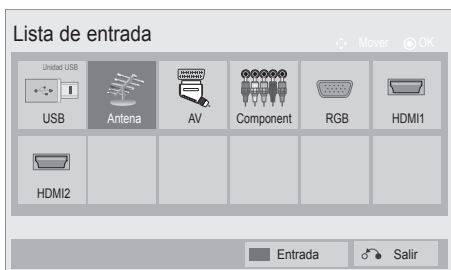 Lista de entrada
Mover OK
Unidad USB
USB
Antena
AV
Component
RGB
HDMI1
HDMI2
Entrada
Salir